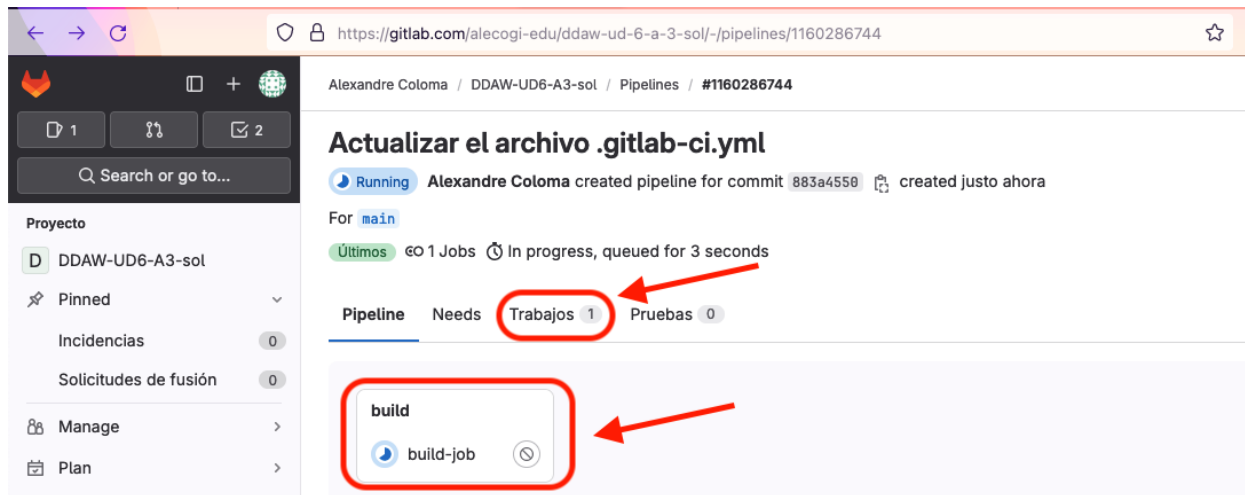 https://gitlab.com/alecogi-edu/ddaw-ud-6-a-3-sol/-/pipelines/1160286744
1
2
Search or go to...
Proyecto
D DDAW-UD6-A3-sol
Pinned
Incidencias 0
Solicitudes de fusión 0
Manage
Plan
Alexandre Coloma / DDAW-UD6-A3-sol / Pipelines / #1160286744
Actualizar el archivo .gitlab-ci.yml
Running Alexandre Coloma created pipeline for commit 883a4550 created justo ahora
For main
Últimos 1 Jobs In progress, queued for 3 seconds
Pipeline Needs Trabajos 1 Pruebas 0
build
build-job